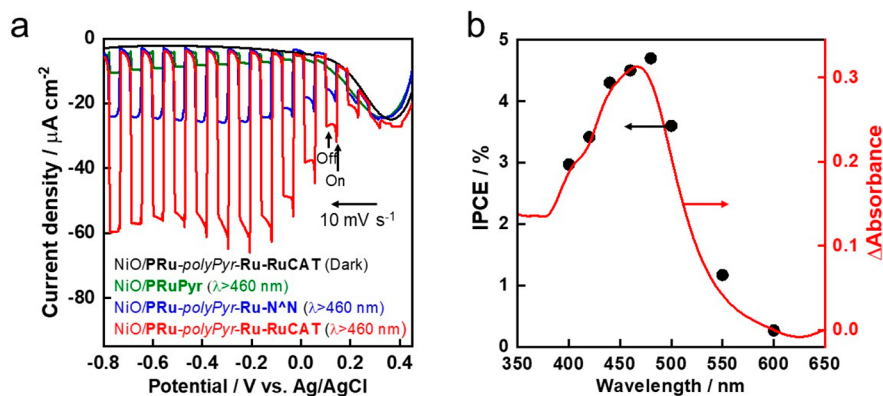 a
0
-20
-40
-60
-80
Current density / μA cm⁻²
Off
On
10 mV s⁻¹
NiO/PRu-polyPyr-Ru-RuCAT (Dark)
NiO/PRuPyr (λ>460 nm)
NiO/PRu-polyPyr-Ru-N^N (λ>460 nm)
NiO/PRu-polyPyr-Ru-RuCAT (λ>460 nm)
-0.8 -0.6 -0.4 -0.2 0.0 0.2 0.4
Potential / V vs. Ag/AgCl
b
5
4
3
2
1
0
IPCE / %
0.3
0.2
0.1
0.0
ΔAbsorbance
350 400 450 500 550 600 650
Wavelength / nm